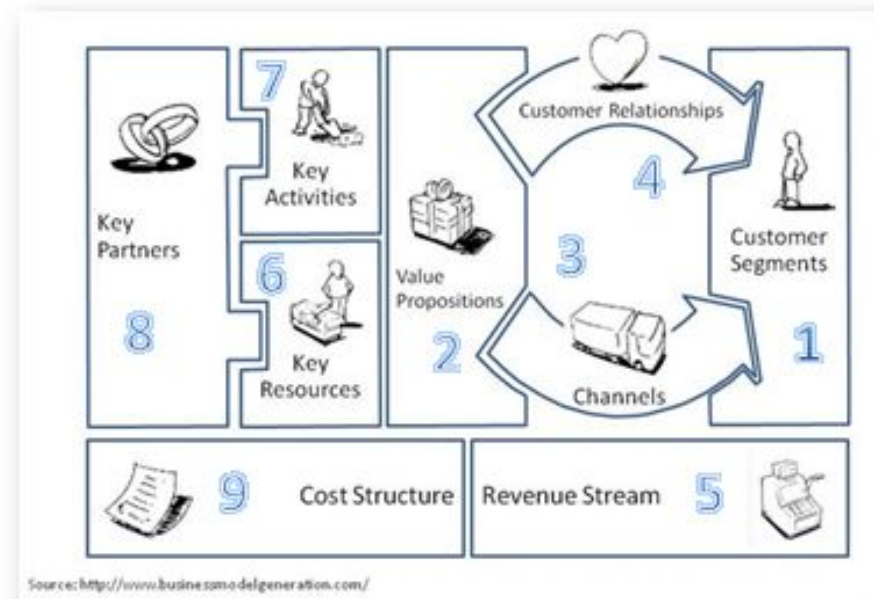 7
Customer Relationships
4
Key
Activities
Key
Partners
8
6
Key
Resources
Value
Propositions
2
3
Channels
Customer
Segments
1
9
Cost Structure
Revenue Stream
5
Source: http://www.businessmodelgeneration.com/